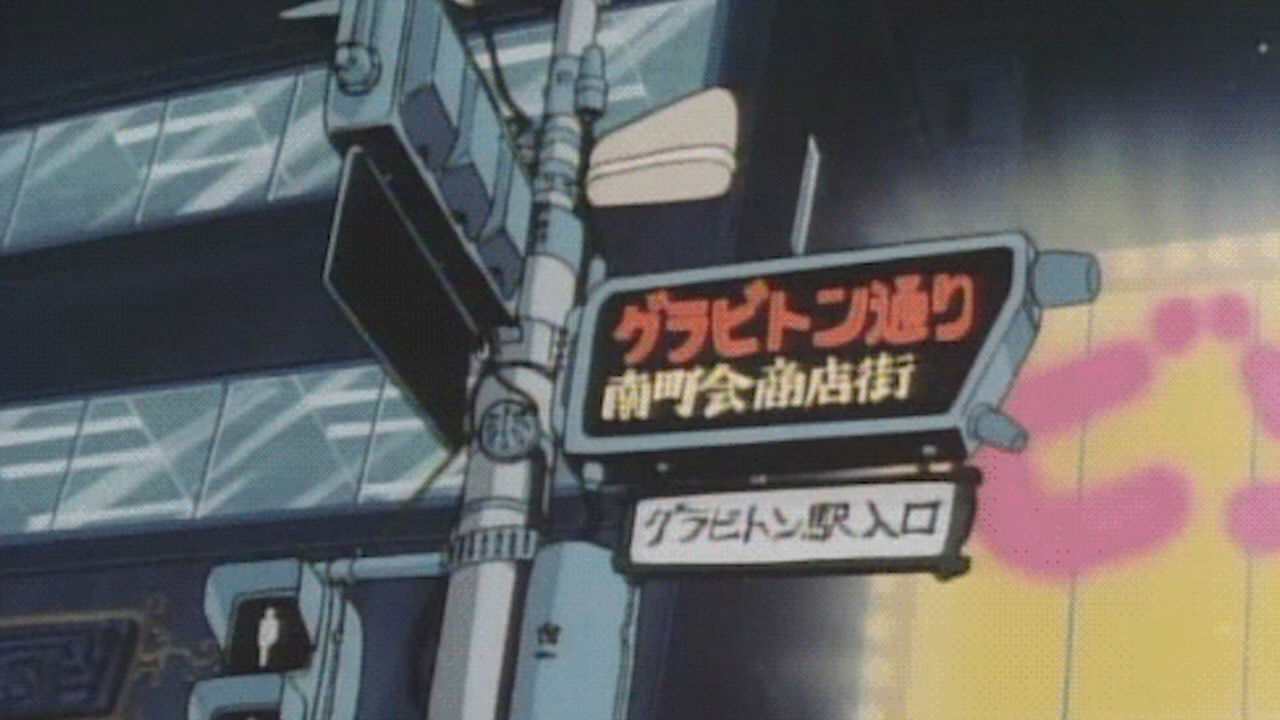 グラビトン通り
南町会商店街
グラビトン駅入口